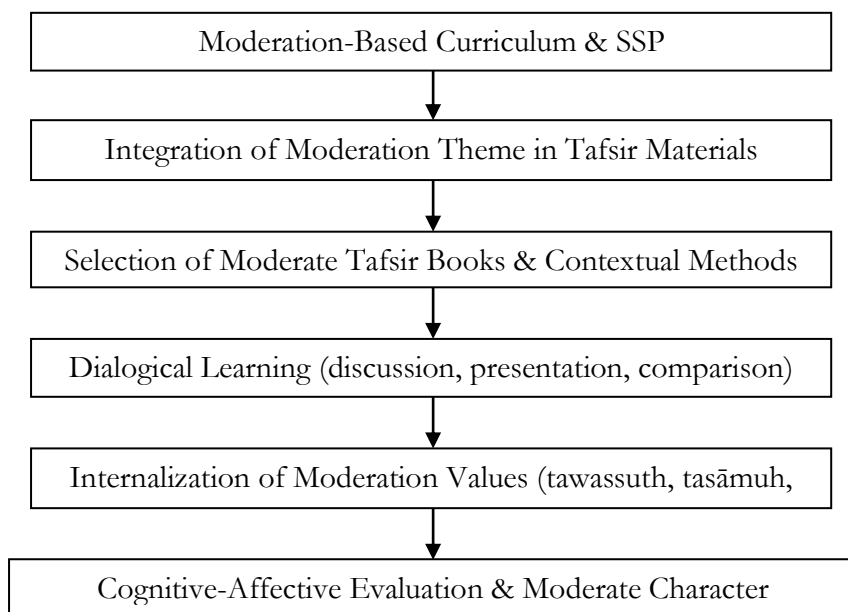 Moderation-Based Curriculum & SSP
Integration of Moderation Theme in Tafsir Materials
Selection of Moderate Tafsir Books & Contextual Methods
Dialogical Learning (discussion, presentation, comparison)
Internalization of Moderation Values (tawassuth, tasāmuh,
Cognitive-Affective Evaluation & Moderate Character